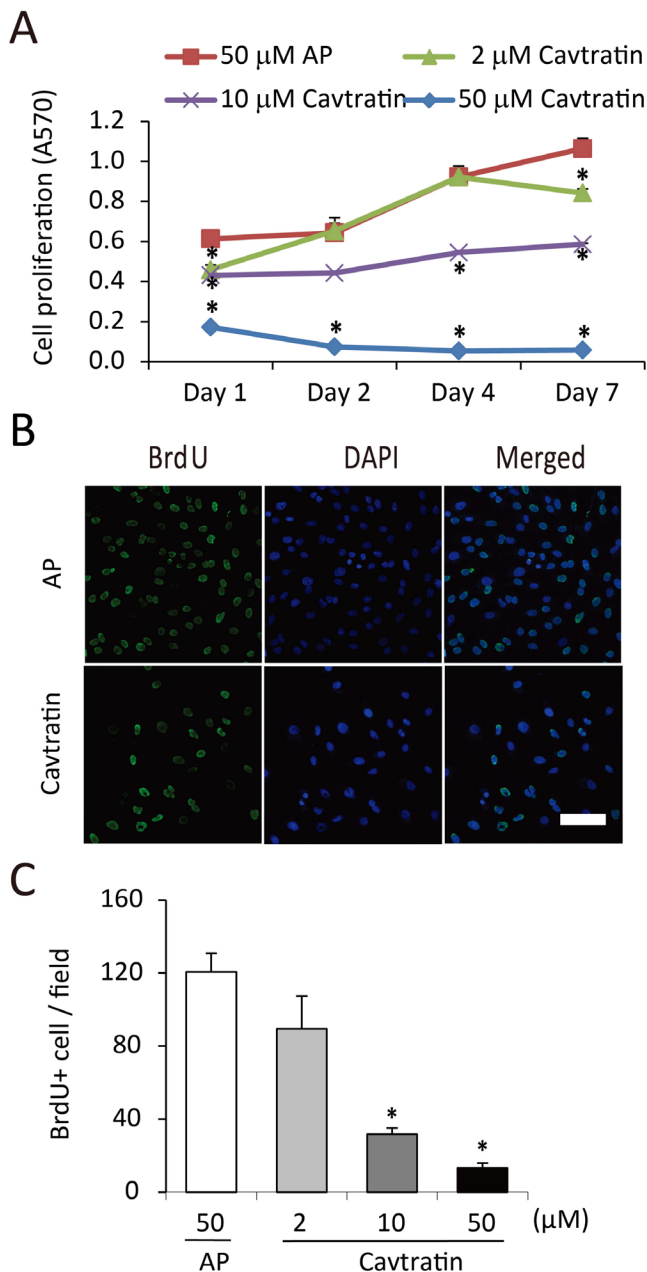 A
50 µM AP
2 µM Cavtratin
10 µM Cavtratin
50 µM Cavtratin
Cell proliferation (A570)
1.2
1.0
0.8
0.6
0.4
0.2
0.0
*
*
*
*
*
*
*
*
*
Day 1
Day 2
Day 4
Day 7
B
BrdU
DAPI
Merged
AP
Cavtratin
C
BrdU+ cell / field
160
120
80
40
0
*
*
50
2
10
50
(µM)
AP
Cavtratin